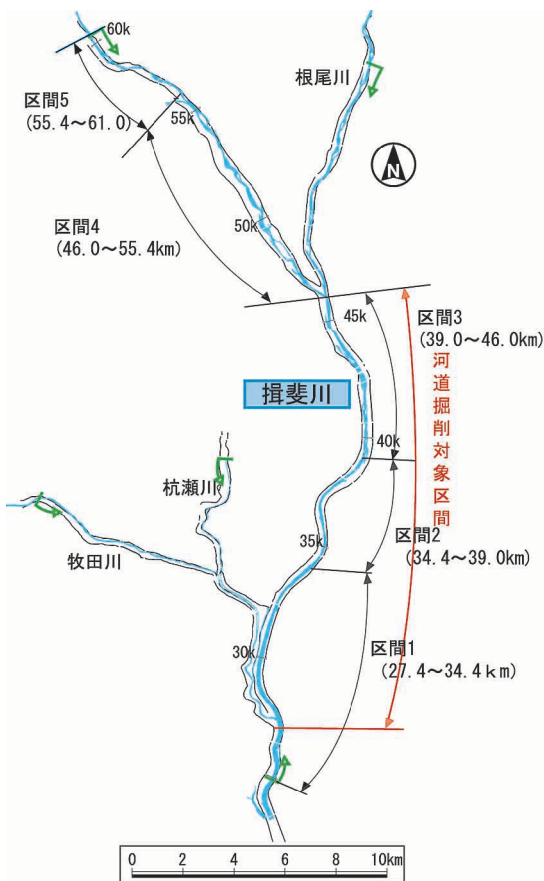 60k
根尾川
区間5
(55.4～61.0)
55k
N
区間4
(46.0～55.4km)
50k
45k
区間3
(39.0～46.0km)
河道掘削対象区間
揖斐川
40k
杭瀬川
区間2
(34.4～39.0km)
35k
牧田川
30k
区間1
(27.4～34.4ｋｍ)
0 2 4 6 8 10km